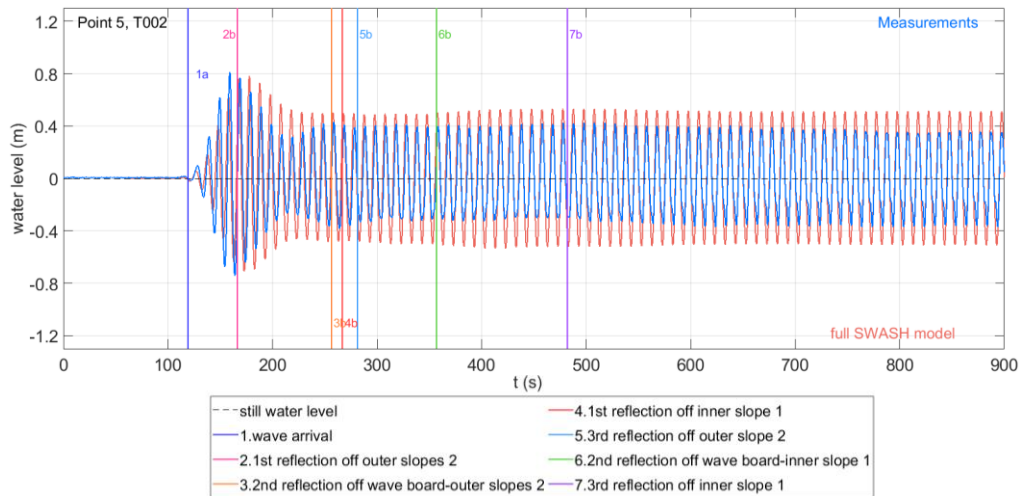 Point 5, T002
Measurements
1.2
0.8
0.4
0
-0.4
-0.8
-1.2
water level (m)
1a
2b
3b
4b
5b
6b
7b
full SWASH model
0 100 200 300 400 500 600 700 800 900
t (s)
still water level
1.wave arrival
2.1st reflection off outer slopes 2
3.2nd reflection off wave board-outer slopes 2
4.1st reflection off inner slope 1
5.3rd reflection off outer slope 2
6.2nd reflection off wave board-inner slope 1
7.3rd reflection off inner slope 1